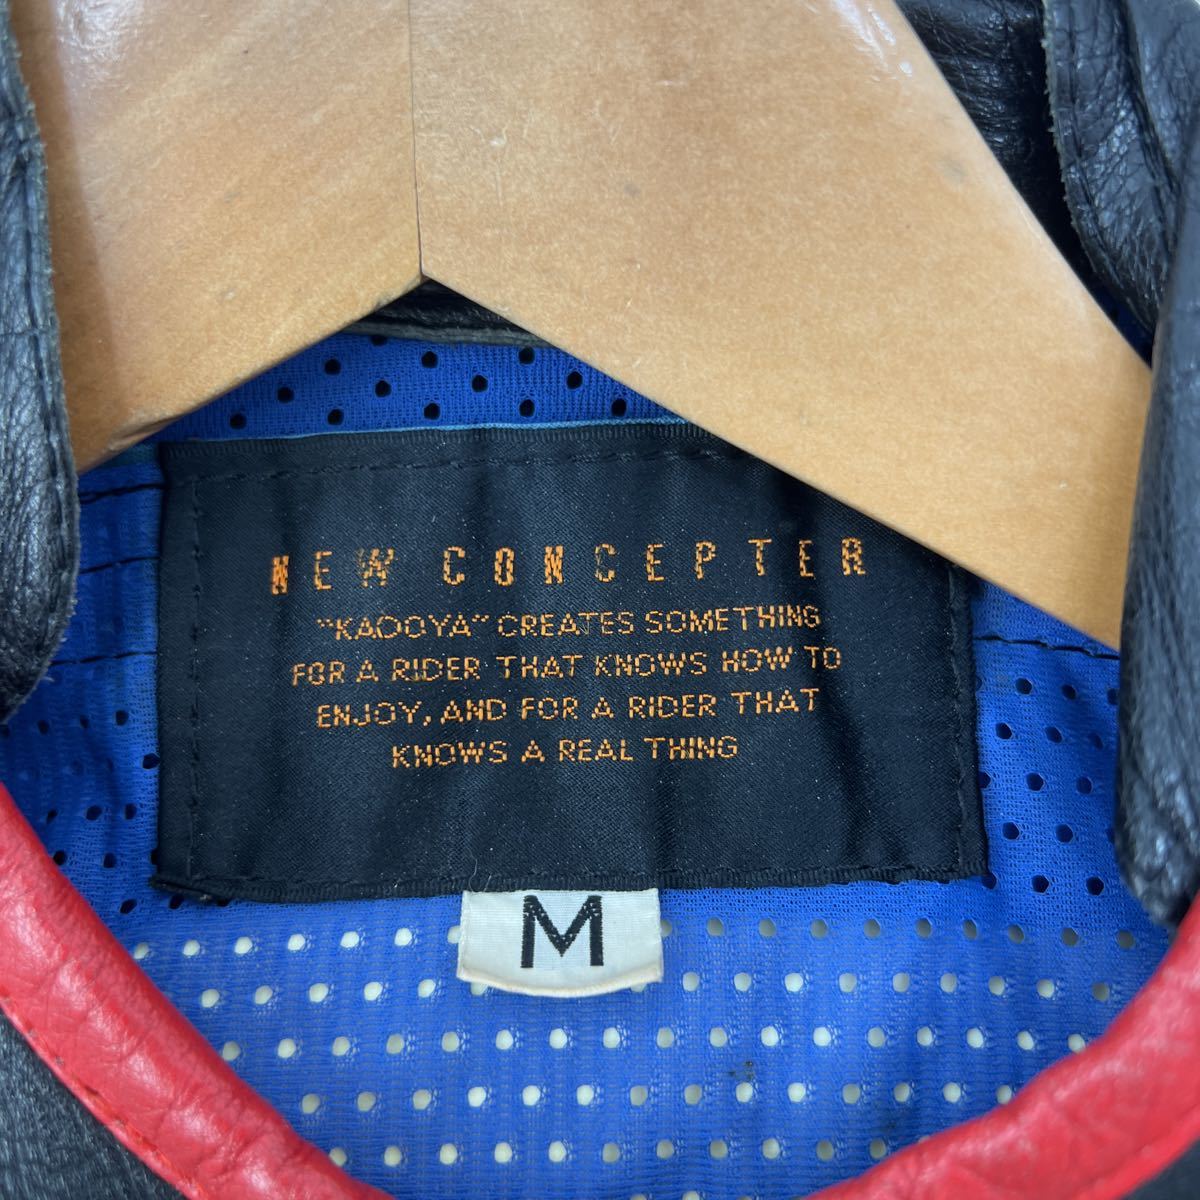 NEW CONCEPTER
"KADOYA" CREATES SOMETHING
FOR A RIDER THAT KNOWS HOW TO
ENJOY, AND FOR A RIDER THAT
KNOWS A REAL THING
M